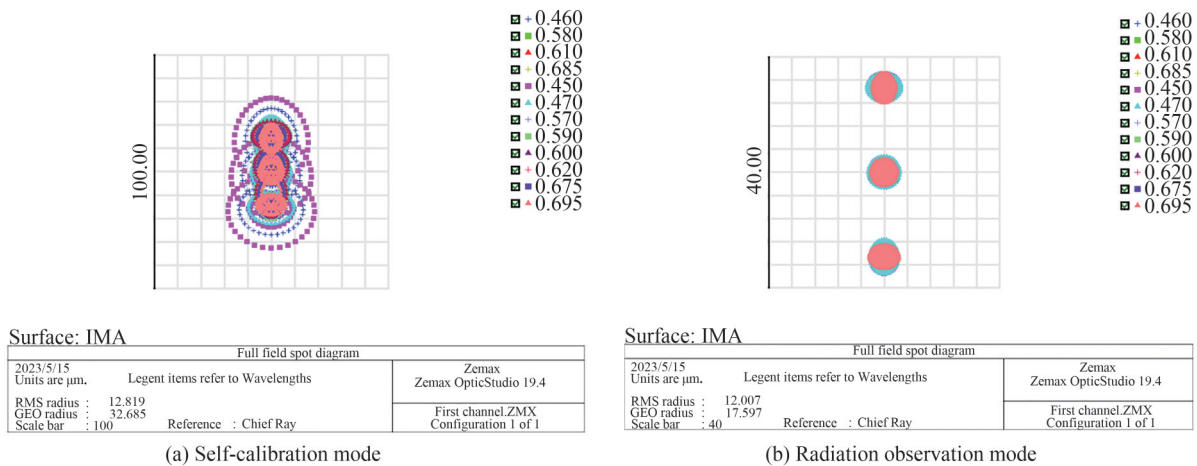 0.460
0.580
0.610
0.685
0.450
0.470
0.570
0.590
0.600
0.620
0.675
0.695
100.00
Surface: IMA
Full field spot diagram
2023/5/15
Units are μm.
Legent items refer to Wavelengths
RMS radius : 12.819
GEO radius : 32.685
Scale bar : 100
Reference : Chief Ray
Zemax
Zemax OpticStudio 19.4
First channel.ZMX
Configuration 1 of 1
(a) Self-calibration mode
0.460
0.580
0.610
0.685
0.450
0.470
0.570
0.590
0.600
0.620
0.675
0.695
40.00
Surface: IMA
Full field spot diagram
2023/5/15
Units are μm.
Legent items refer to Wavelengths
RMS radius : 12.007
GEO radius : 17.597
Scale bar : 40
Reference : Chief Ray
Zemax
Zemax OpticStudio 19.4
First channel.ZMX
Configuration 1 of 1
(b) Radiation observation mode